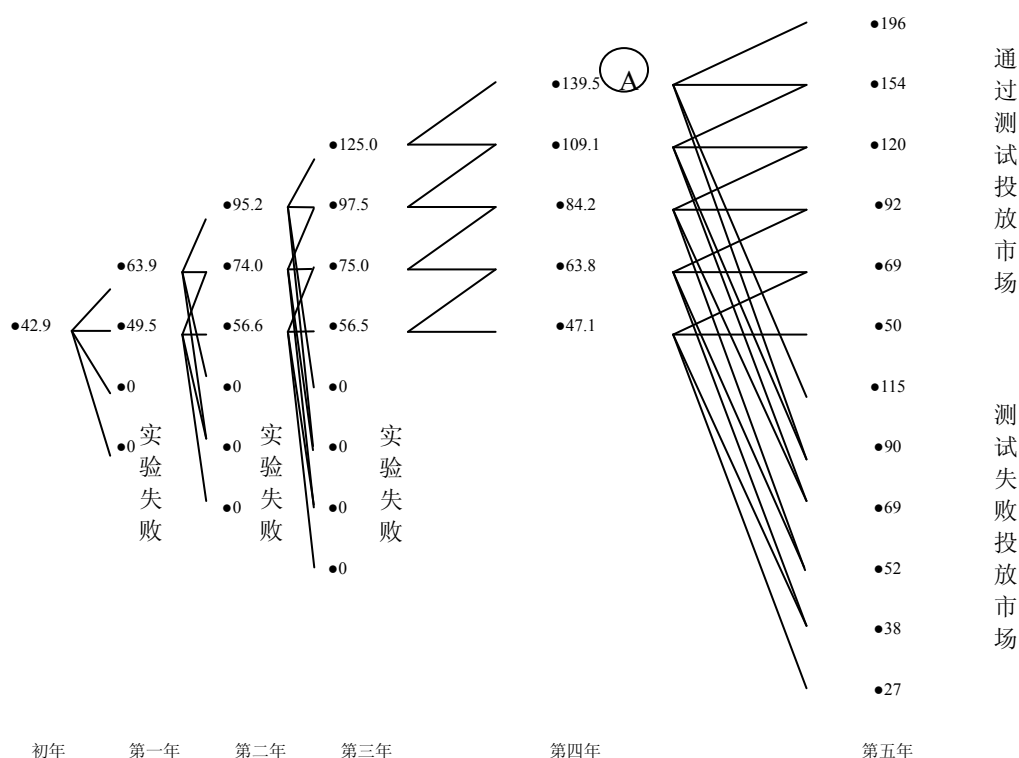 ●196
●139.5 A
●154
●125.0
●109.1
●120
●95.2
●97.5
●84.2
●92
●63.9
●74.0
●75.0
●63.8
●69
●42.9
●49.5
●56.6
●56.5
●47.1
●50
●0
●0
●0
●115
●0
●0
●0
●90
●0
●0
●69
●0
●52
●38
●27
实验失败
实验失败
实验失败
通过测试投放市场
测试失败投放市场
初年
第一年
第二年
第三年
第四年
第五年